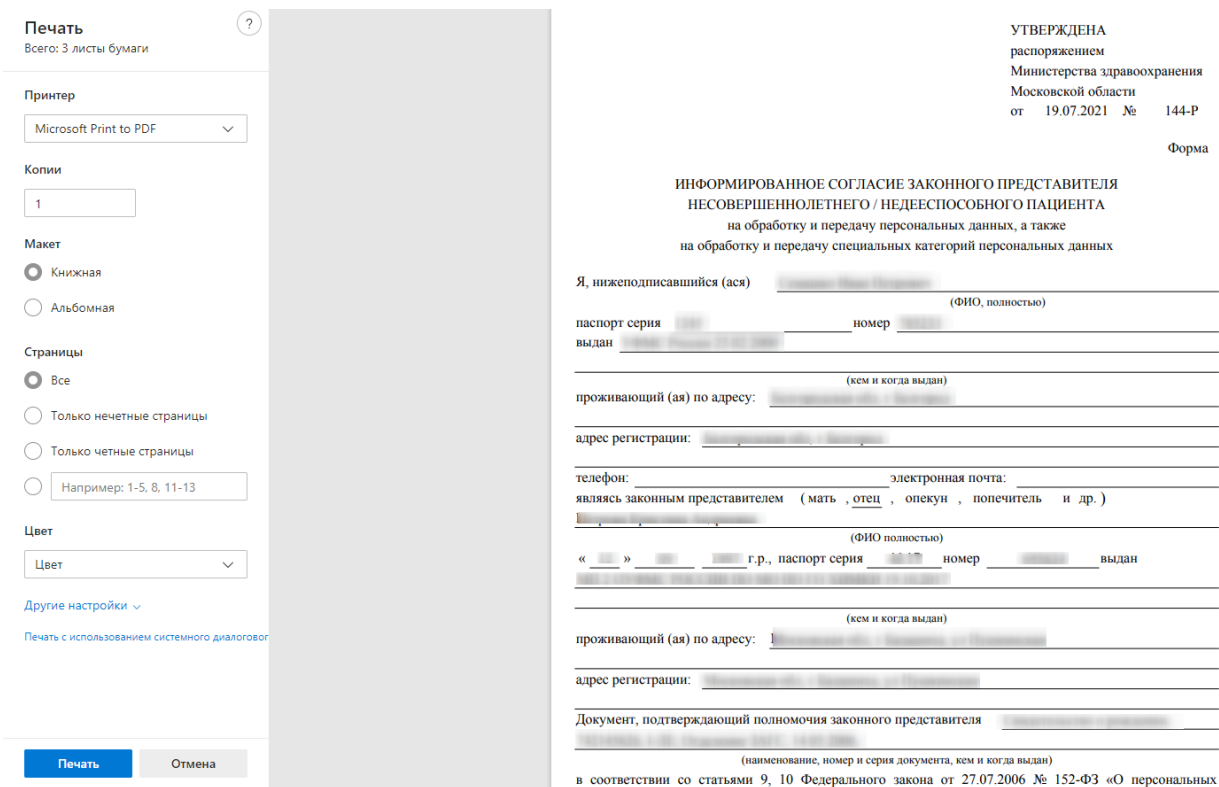 Печать
?
Всего: 3 листы бумаги
Принтер
Microsoft Print to PDF
Копии
1
Макет
Книжная
Альбомная
Страницы
Все
Только нечетные страницы
Только четные страницы
Например: 1-5, 8, 11-13
Цвет
Цвет
Другие настройки
Печать с использованием системного диалоговог
Печать
Отмена
УТВЕРЖДЕНА
распоряжением
Министерства здравоохранения
Московской области
от 19.07.2021 № 144-Р
Форма
ИНФОРМИРОВАННОЕ СОГЛАСИЕ ЗАКОННОГО ПРЕДСТАВИТЕЛЯ
НЕСОВЕРШЕННОЛЕТНЕГО / НЕДЕЕСПОСОБНОГО ПАЦИЕНТА
на обработку и передачу персональных данных, а также
на обработку и передачу специальных категорий персональных данных
Я, нижеподписавшийся (ася)
(ФИО, полностью)
паспорт серия номер
выдан
(кем и когда выдан)
проживающий (ая) по адресу:
адрес регистрации:
телефон: электронная почта:
являясь законным представителем ( мать , отец , опекун , попечитель и др. )
(ФИО полностью)
« » г.р., паспорт серия номер выдан
(кем и когда выдан)
проживающий (ая) по адресу:
адрес регистрации:
Документ, подтверждающий полномочия законного представителя
(наименование, номер и серия документа, кем и когда выдан)
в соответствии со статьями 9, 10 Федерального закона от 27.07.2006 № 152-ФЗ «О персональных